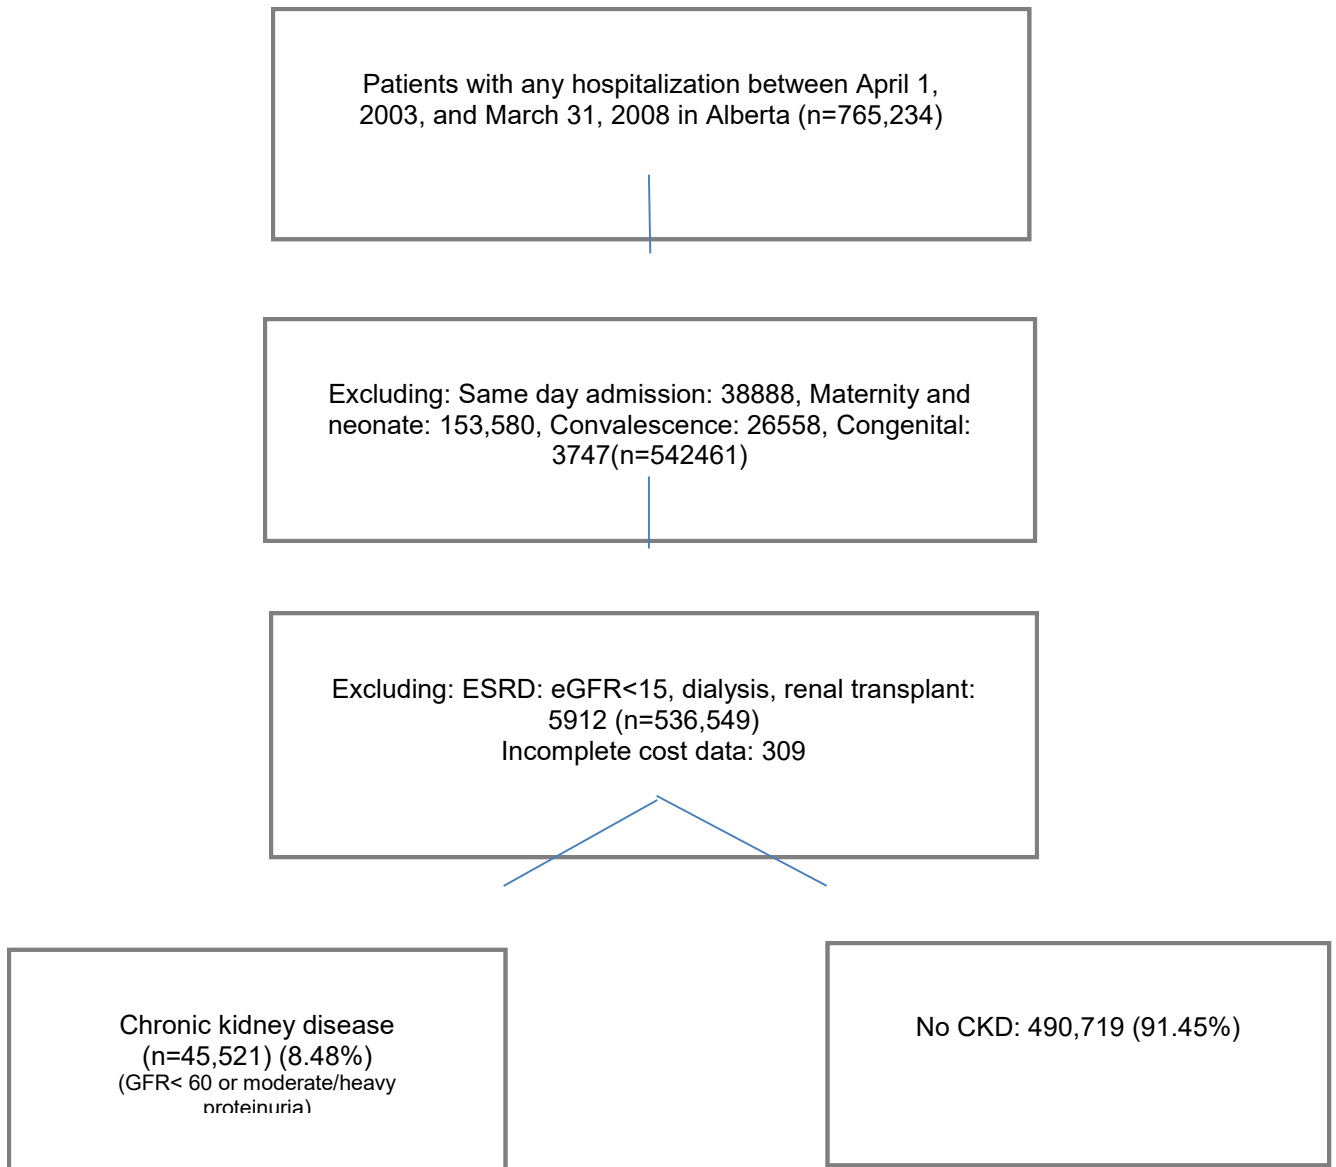 Patients with any hospitalization between April 1,
2003, and March 31, 2008 in Alberta (n=765,234)
Excluding: Same day admission: 38888, Maternity and
neonate: 153,580, Convalescence: 26558, Congenital:
3747(n=542461)
Excluding: ESRD: eGFR<15, dialysis, renal transplant:
5912 (n=536,549)
Incomplete cost data: 309
Chronic kidney disease
(n=45,521) (8.48%)
(GFR< 60 or moderate/heavy
proteinuria)
No CKD: 490,719 (91.45%)